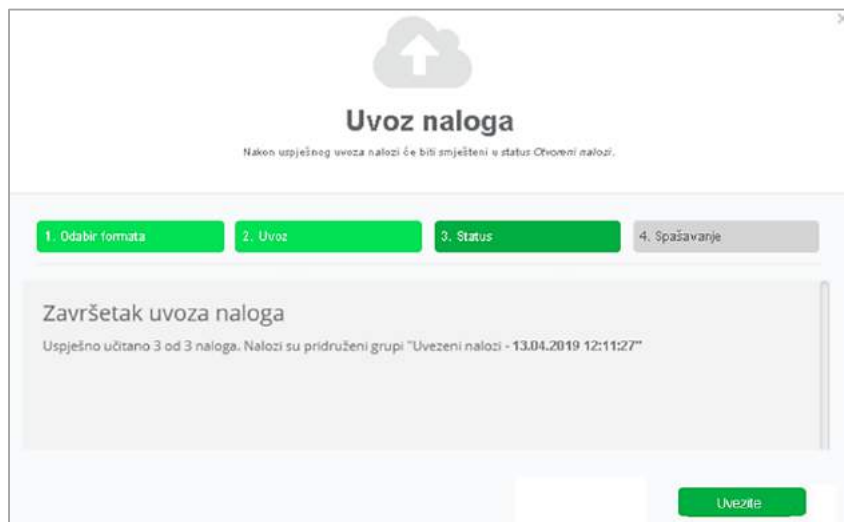 Uvoz naloga
Nakon uspješnog uvoza nalozi će biti smješteni u status Otvoreni nalozi.
1. Odabir formata
2. Uvoz
3. Status
4. Spašavanje
Završetak uvoza naloga
Uspješno učitano 3 od 3 naloga. Nalozi su pridruženi grupi "Uvezeni nalozi - 13.04.2019 12:11:27"
Uvezite